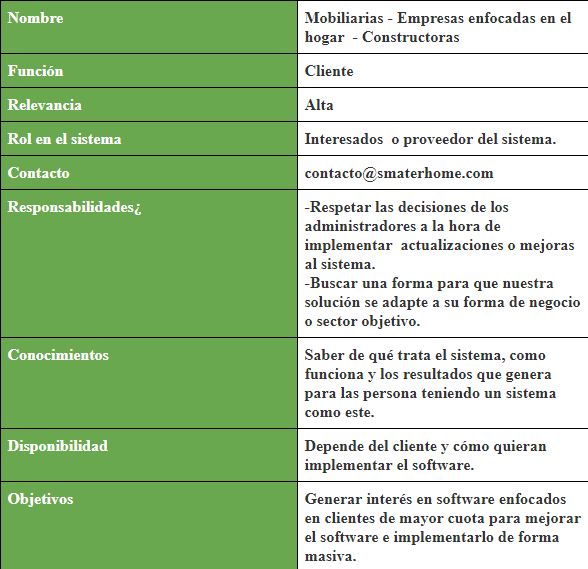 Nombre
Mobiliarias - Empresas enfocadas en el
hogar - Constructoras
Función
Cliente
Relevancia
Alta
Rol en el sistema
Interesados o proveedor del sistema.
Contacto
contacto@smaterhome.com
Responsabilidades¿
-Respetar las decisiones de los
administradores a la hora de
implementar actualizaciones o mejoras
al sistema.
-Buscar una forma para que nuestra
solución se adapte a su forma de negocio
o sector objetivo.
Conocimientos
Saber de qué trata el sistema, como
funciona y los resultados que genera
para las persona teniendo un sistema
como este.
Disponibilidad
Depende del cliente y cómo quieran
implementar el software.
Objetivos
Generar interés en software enfocados
en clientes de mayor cuota para mejorar
el software e implementarlo de forma
masiva.